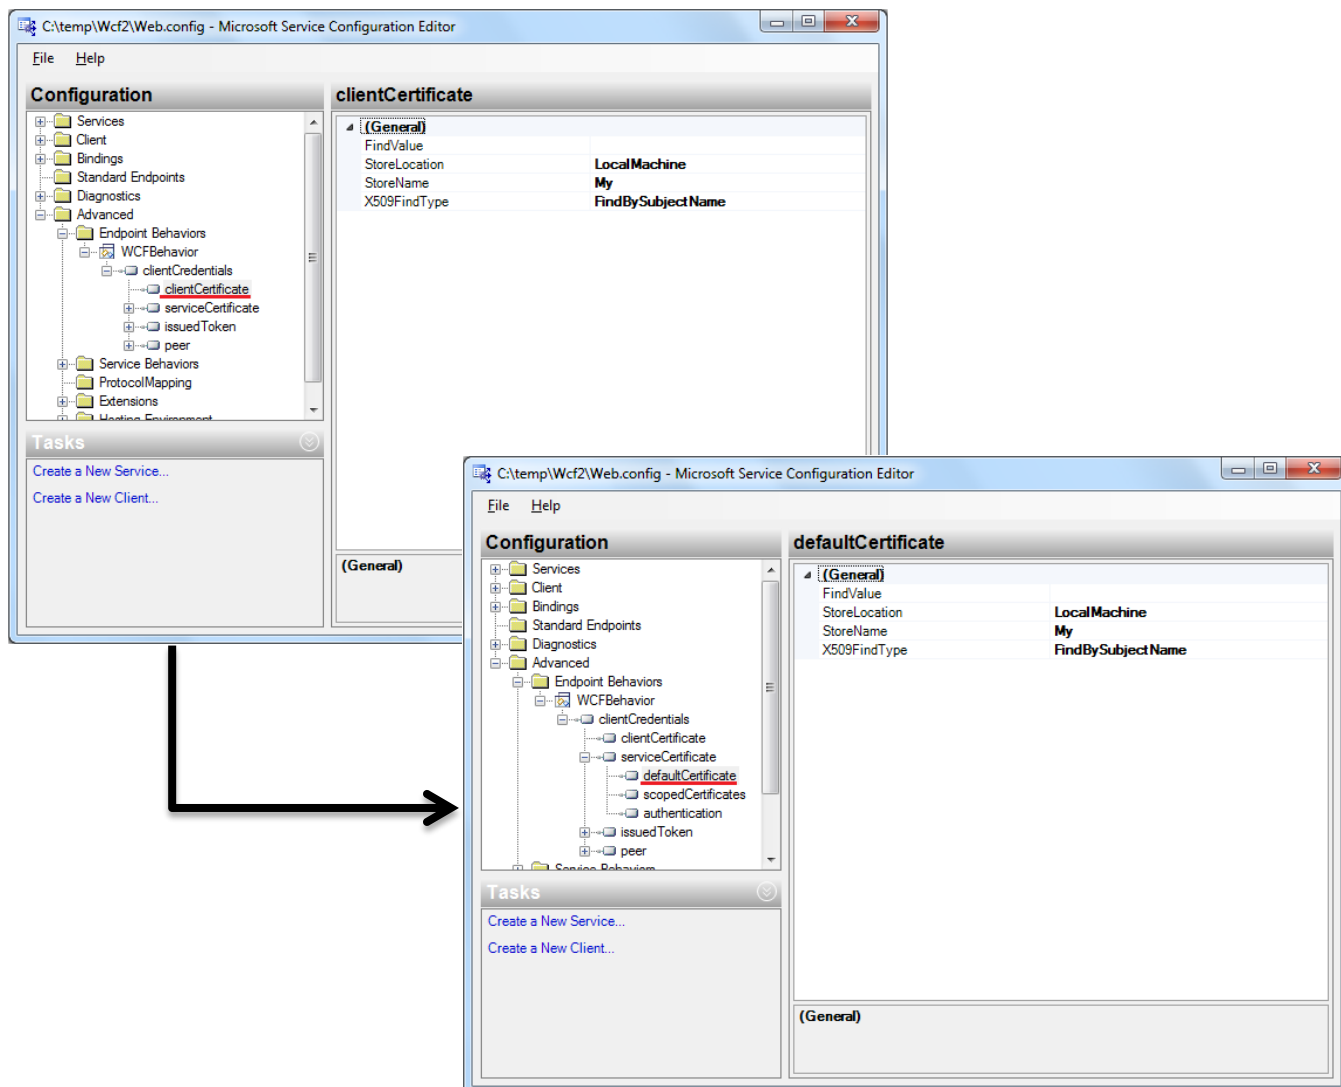 C:\temp\Wcf2\Web.config - Microsoft Service Configuration Editor
File Help
Configuration
Services
Client
Bindings
Standard Endpoints
Diagnostics
Advanced
Endpoint Behaviors
WCFBehavior
clientCredentials
clientCertificate
serviceCertificate
issuedToken
peer
Service Behaviors
ProtocolMapping
Extensions
Hosting Environment
Tasks
Create a New Service...
Create a New Client...
clientCertificate
(General)
FindValue
StoreLocation LocalMachine
StoreName My
X509FindType FindBySubjectName
(General)
C:\temp\Wcf2\Web.config - Microsoft Service Configuration Editor
File Help
Configuration
Services
Client
Bindings
Standard Endpoints
Diagnostics
Advanced
Endpoint Behaviors
WCFBehavior
clientCredentials
clientCertificate
serviceCertificate
defaultCertificate
scopedCertificates
authentication
issuedToken
peer
Service Behaviors
Tasks
Create a New Service...
Create a New Client...
defaultCertificate
(General)
FindValue
StoreLocation LocalMachine
StoreName My
X509FindType FindBySubjectName
(General)